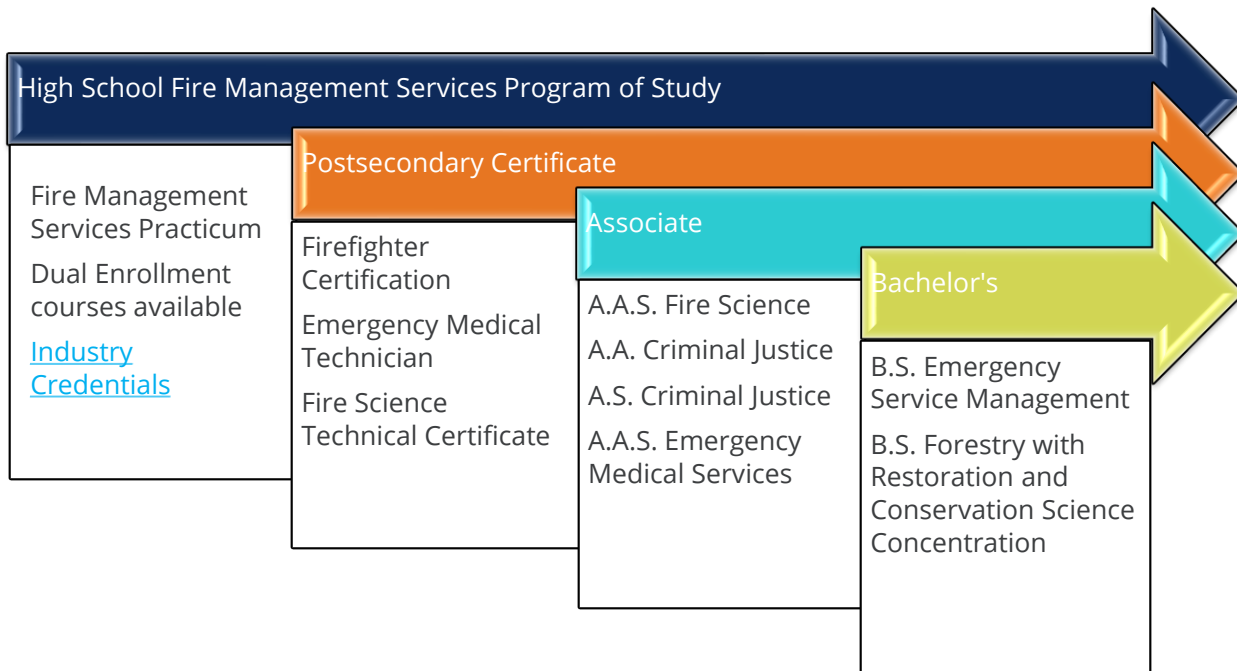 High School Fire Management Services Program of Study
Fire Management
Services Practicum
Dual Enrollment
courses available
Industry
Credentials
Postsecondary Certificate
Firefighter
Certification
Emergency Medical
Technician
Fire Science
Technical Certificate
Associate
A.A.S. Fire Science
A.A. Criminal Justice
A.S. Criminal Justice
A.A.S. Emergency
Medical Services
Bachelor's
B.S. Emergency
Service Management
B.S. Forestry with
Restoration and
Conservation Science
Concentration